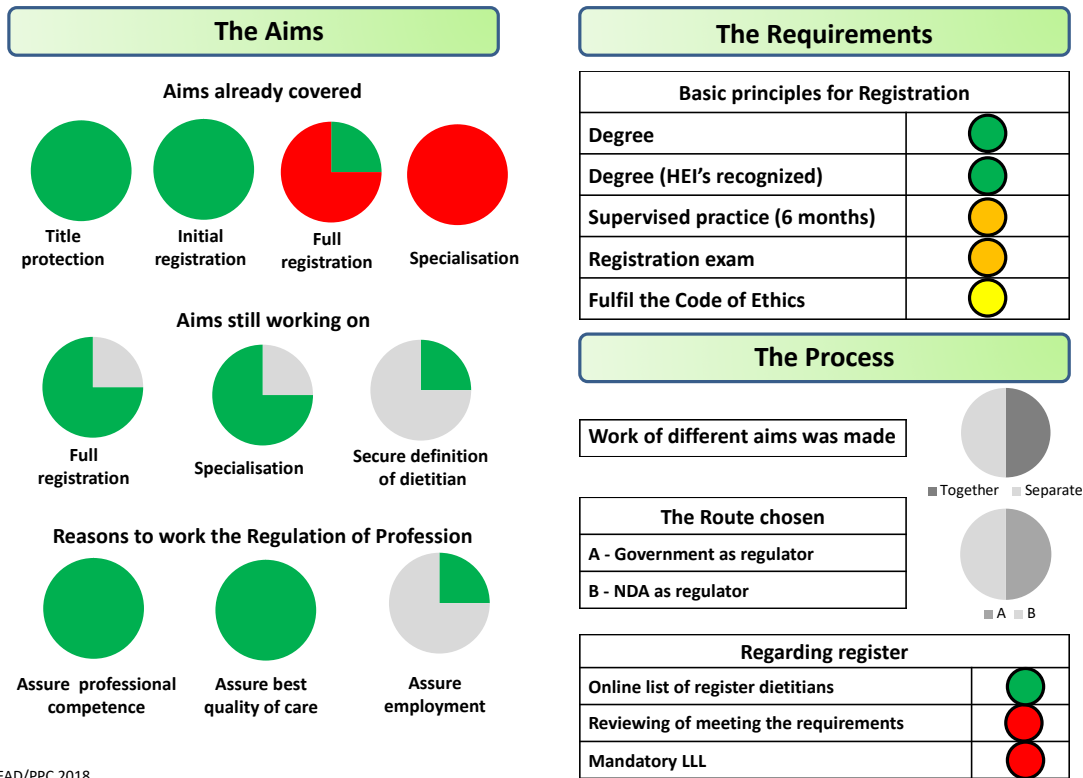 The Aims
Aims already covered
Title
protection
Initial
registration
Full
registration
Specialisation
Aims still working on
Full
registration
Specialisation
Secure definition
of dietitian
Reasons to work the Regulation of Profession
Assure professional
competence
Assure best
quality of care
Assure
employment
The Requirements
Basic principles for Registration
Degree
Degree (HEI's recognized)
Supervised practice (6 months)
Registration exam
Fulfil the Code of Ethics
The Process
Work of different aims was made
Together Separate
The Route chosen
A - Government as regulator
B - NDA as regulator
A B
Regarding register
Online list of register dietitians
Reviewing of meeting the requirements
Mandatory LLL
2018